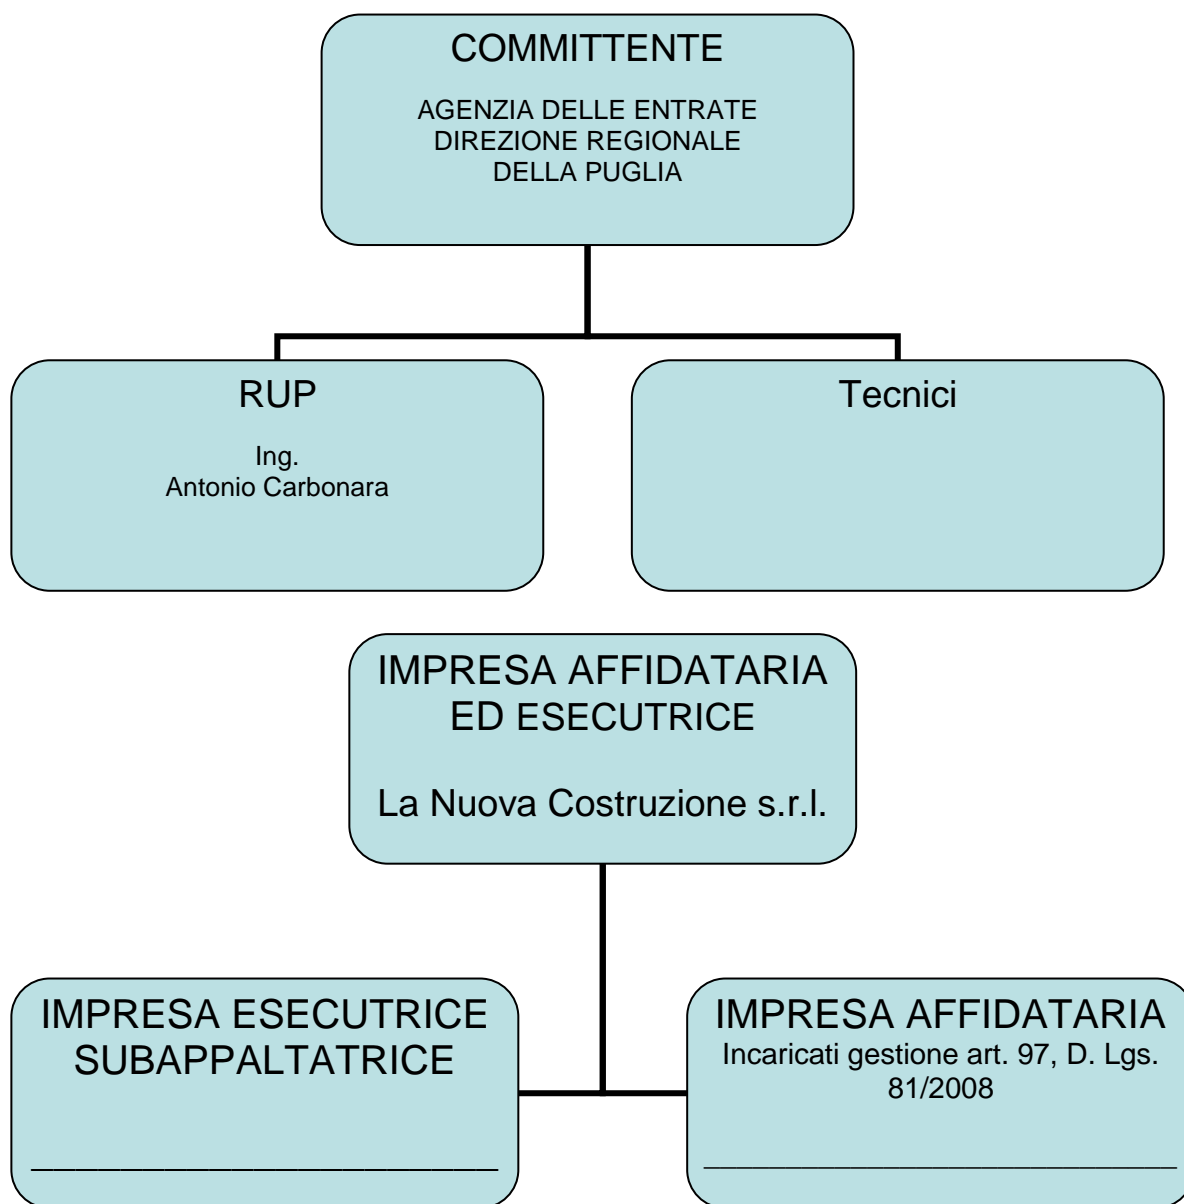 COMMITTENTE
AGENZIA DELLE ENTRATE
DIREZIONE REGIONALE
DELLA PUGLIA
RUP
Ing.
Antonio Carbonara
Tecnici
IMPRESA AFFIDATARIA
ED ESECUTRICE
La Nuova Costruzione s.r.l.
IMPRESA ESECUTRICE
SUBAPPALTATRICE
IMPRESA AFFIDATARIA
Incaricati gestione art. 97, D. Lgs.
81/2008